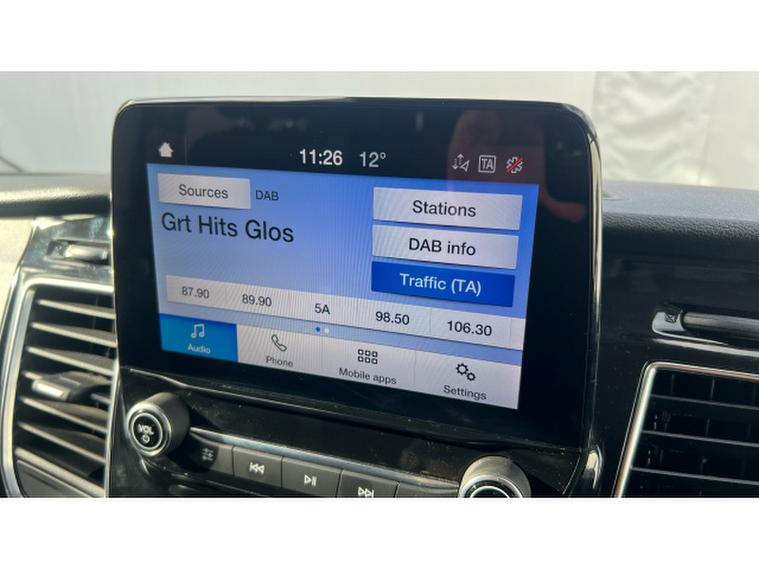 11:26 12° TA
Sources DAB
Grt Hits Glos
Stations
DAB info
Traffic (TA)
87.90 89.90 5A 98.50 106.30
Audio Phone Mobile apps Settings
VOL